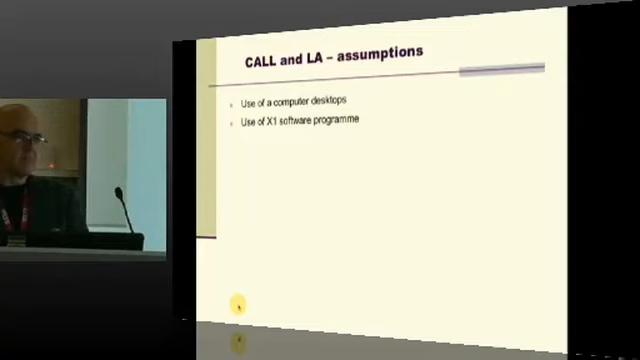 CALL and LA – assumptions
Use of a computer desktops
Use of X1 software programme